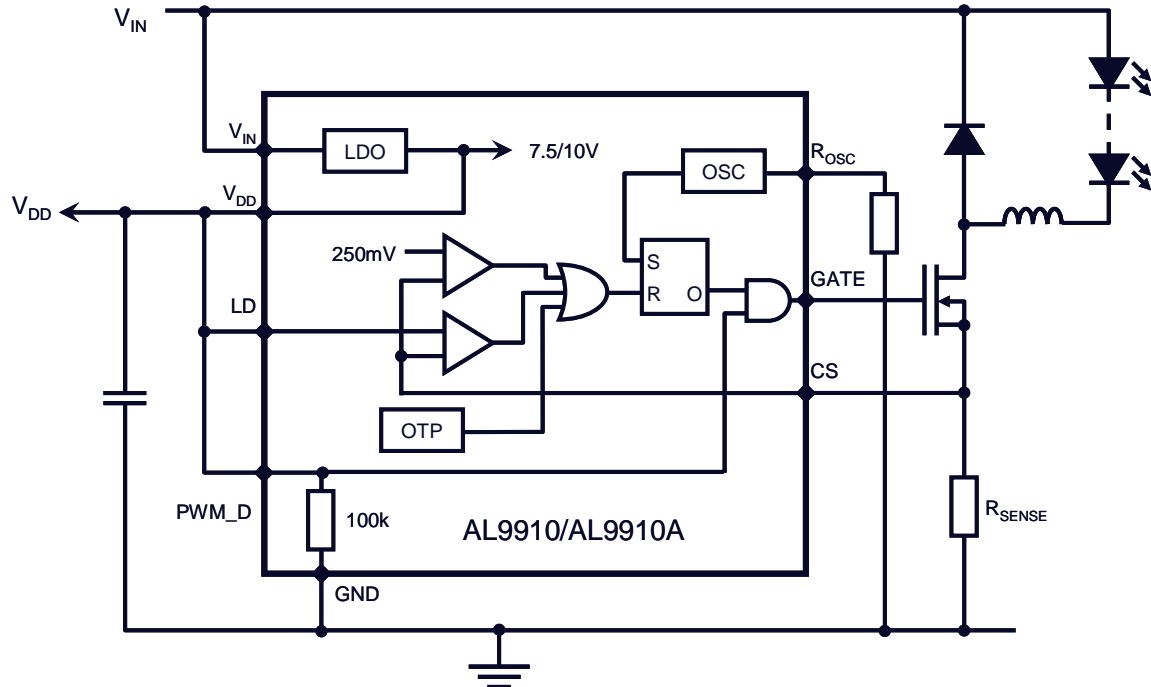 VIN
VIN
LDO
7.5/10V
ROSC
OSC
VDD
VDD
250mV
S
R
O
GATE
LD
CS
OTP
PWM_D
100k
AL9910/AL9910A
RSENSE
GND